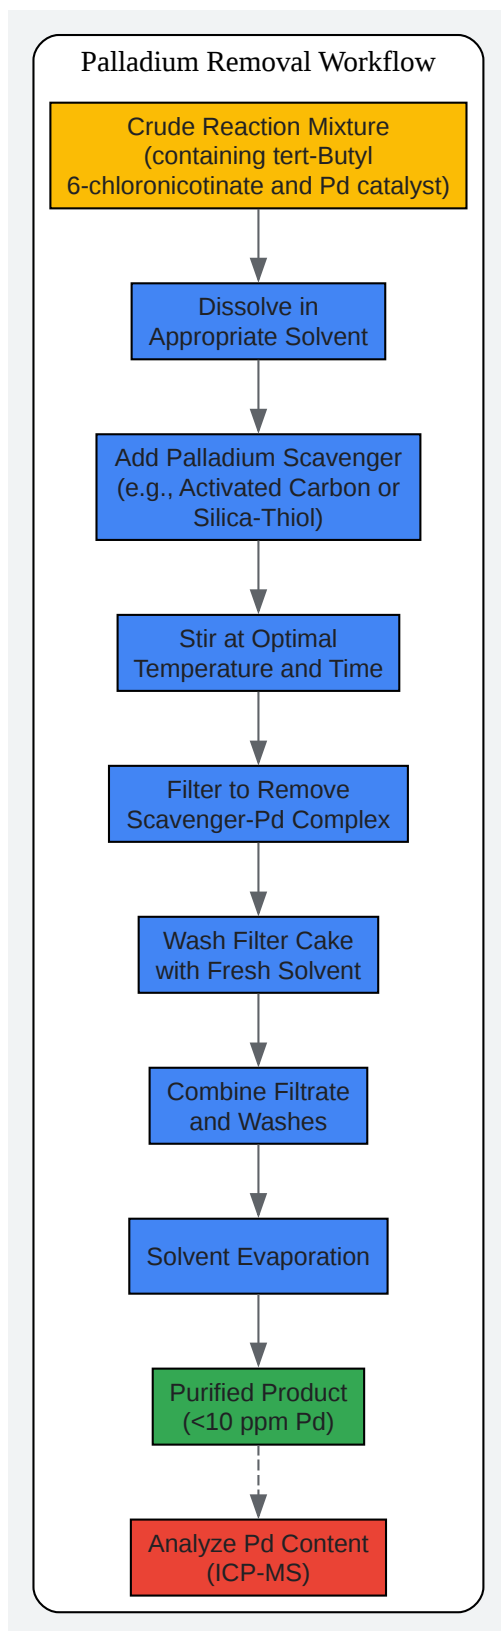 Palladium Removal Workflow
Crude Reaction Mixture
(containing tert-Butyl
6-chloronicotinate and Pd catalyst)
Dissolve in
Appropriate Solvent
Add Palladium Scavenger
(e.g., Activated Carbon or
Silica-Thiol)
Stir at Optimal
Temperature and Time
Filter to Remove
Scavenger-Pd Complex
Wash Filter Cake
with Fresh Solvent
Combine Filtrate
and Washes
Solvent Evaporation
Purified Product
(<10 ppm Pd)
Analyze Pd Content
(ICP-MS)